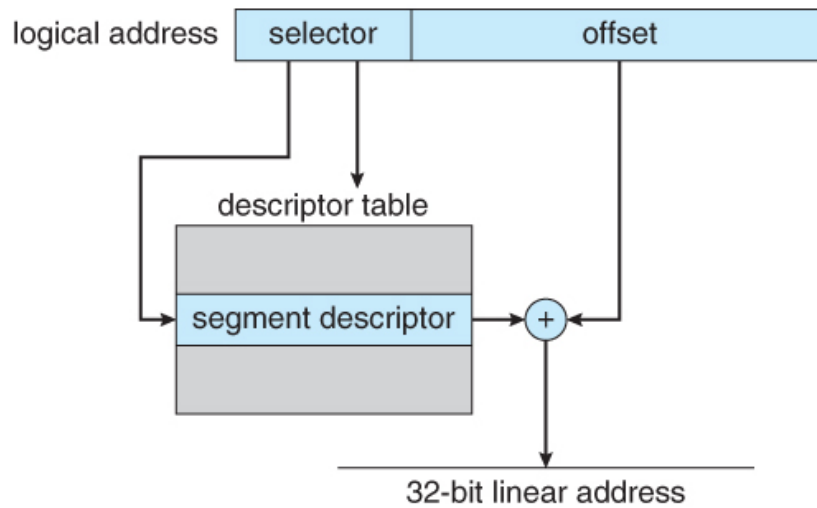 logical address
selector
offset
descriptor table
segment descriptor
+
32-bit linear address